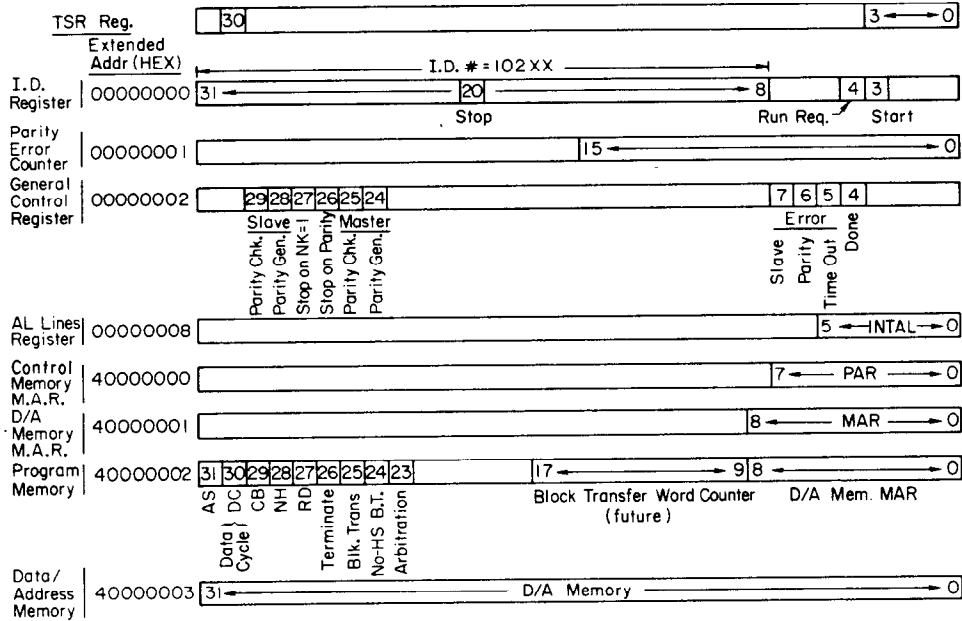 TSR Reg. 30 3 0
Extended
Addr (HEX)
I.D. # = 102 XX
I.D.
Register 00000000 31 20 8 4 3
Stop Run Req. Start
Parity
Error
Counter 00000001 15 0
General
Control
Register 00000002 29 28 27 26 25 24 7 6 5 4
Slave Master Error
Parity Chk.
Parity Gen.
Stop on NK=1
Stop on Parity
Parity Chk.
Parity Gen.
Slave
Parity
Time Out
Done
AL Lines
Register 00000008 5 INTAL 0
Control
Memory
M.A.R. 40000000 7 PAR 0
D/A
Memory
M.A.R. 40000001 8 MAR 0
Program
Memory 40000002 31 30 29 28 27 26 25 24 23 17 9 8 0
Block Transfer Word Counter
(future)
D/A Mem. MAR
AS
DC
Data
Cycle
CB
NH
RD
Terminate
Blk. Trans
No-HS B.T.
Arbitration
Data/
Address
Memory 40000003 31 D/A Memory 0